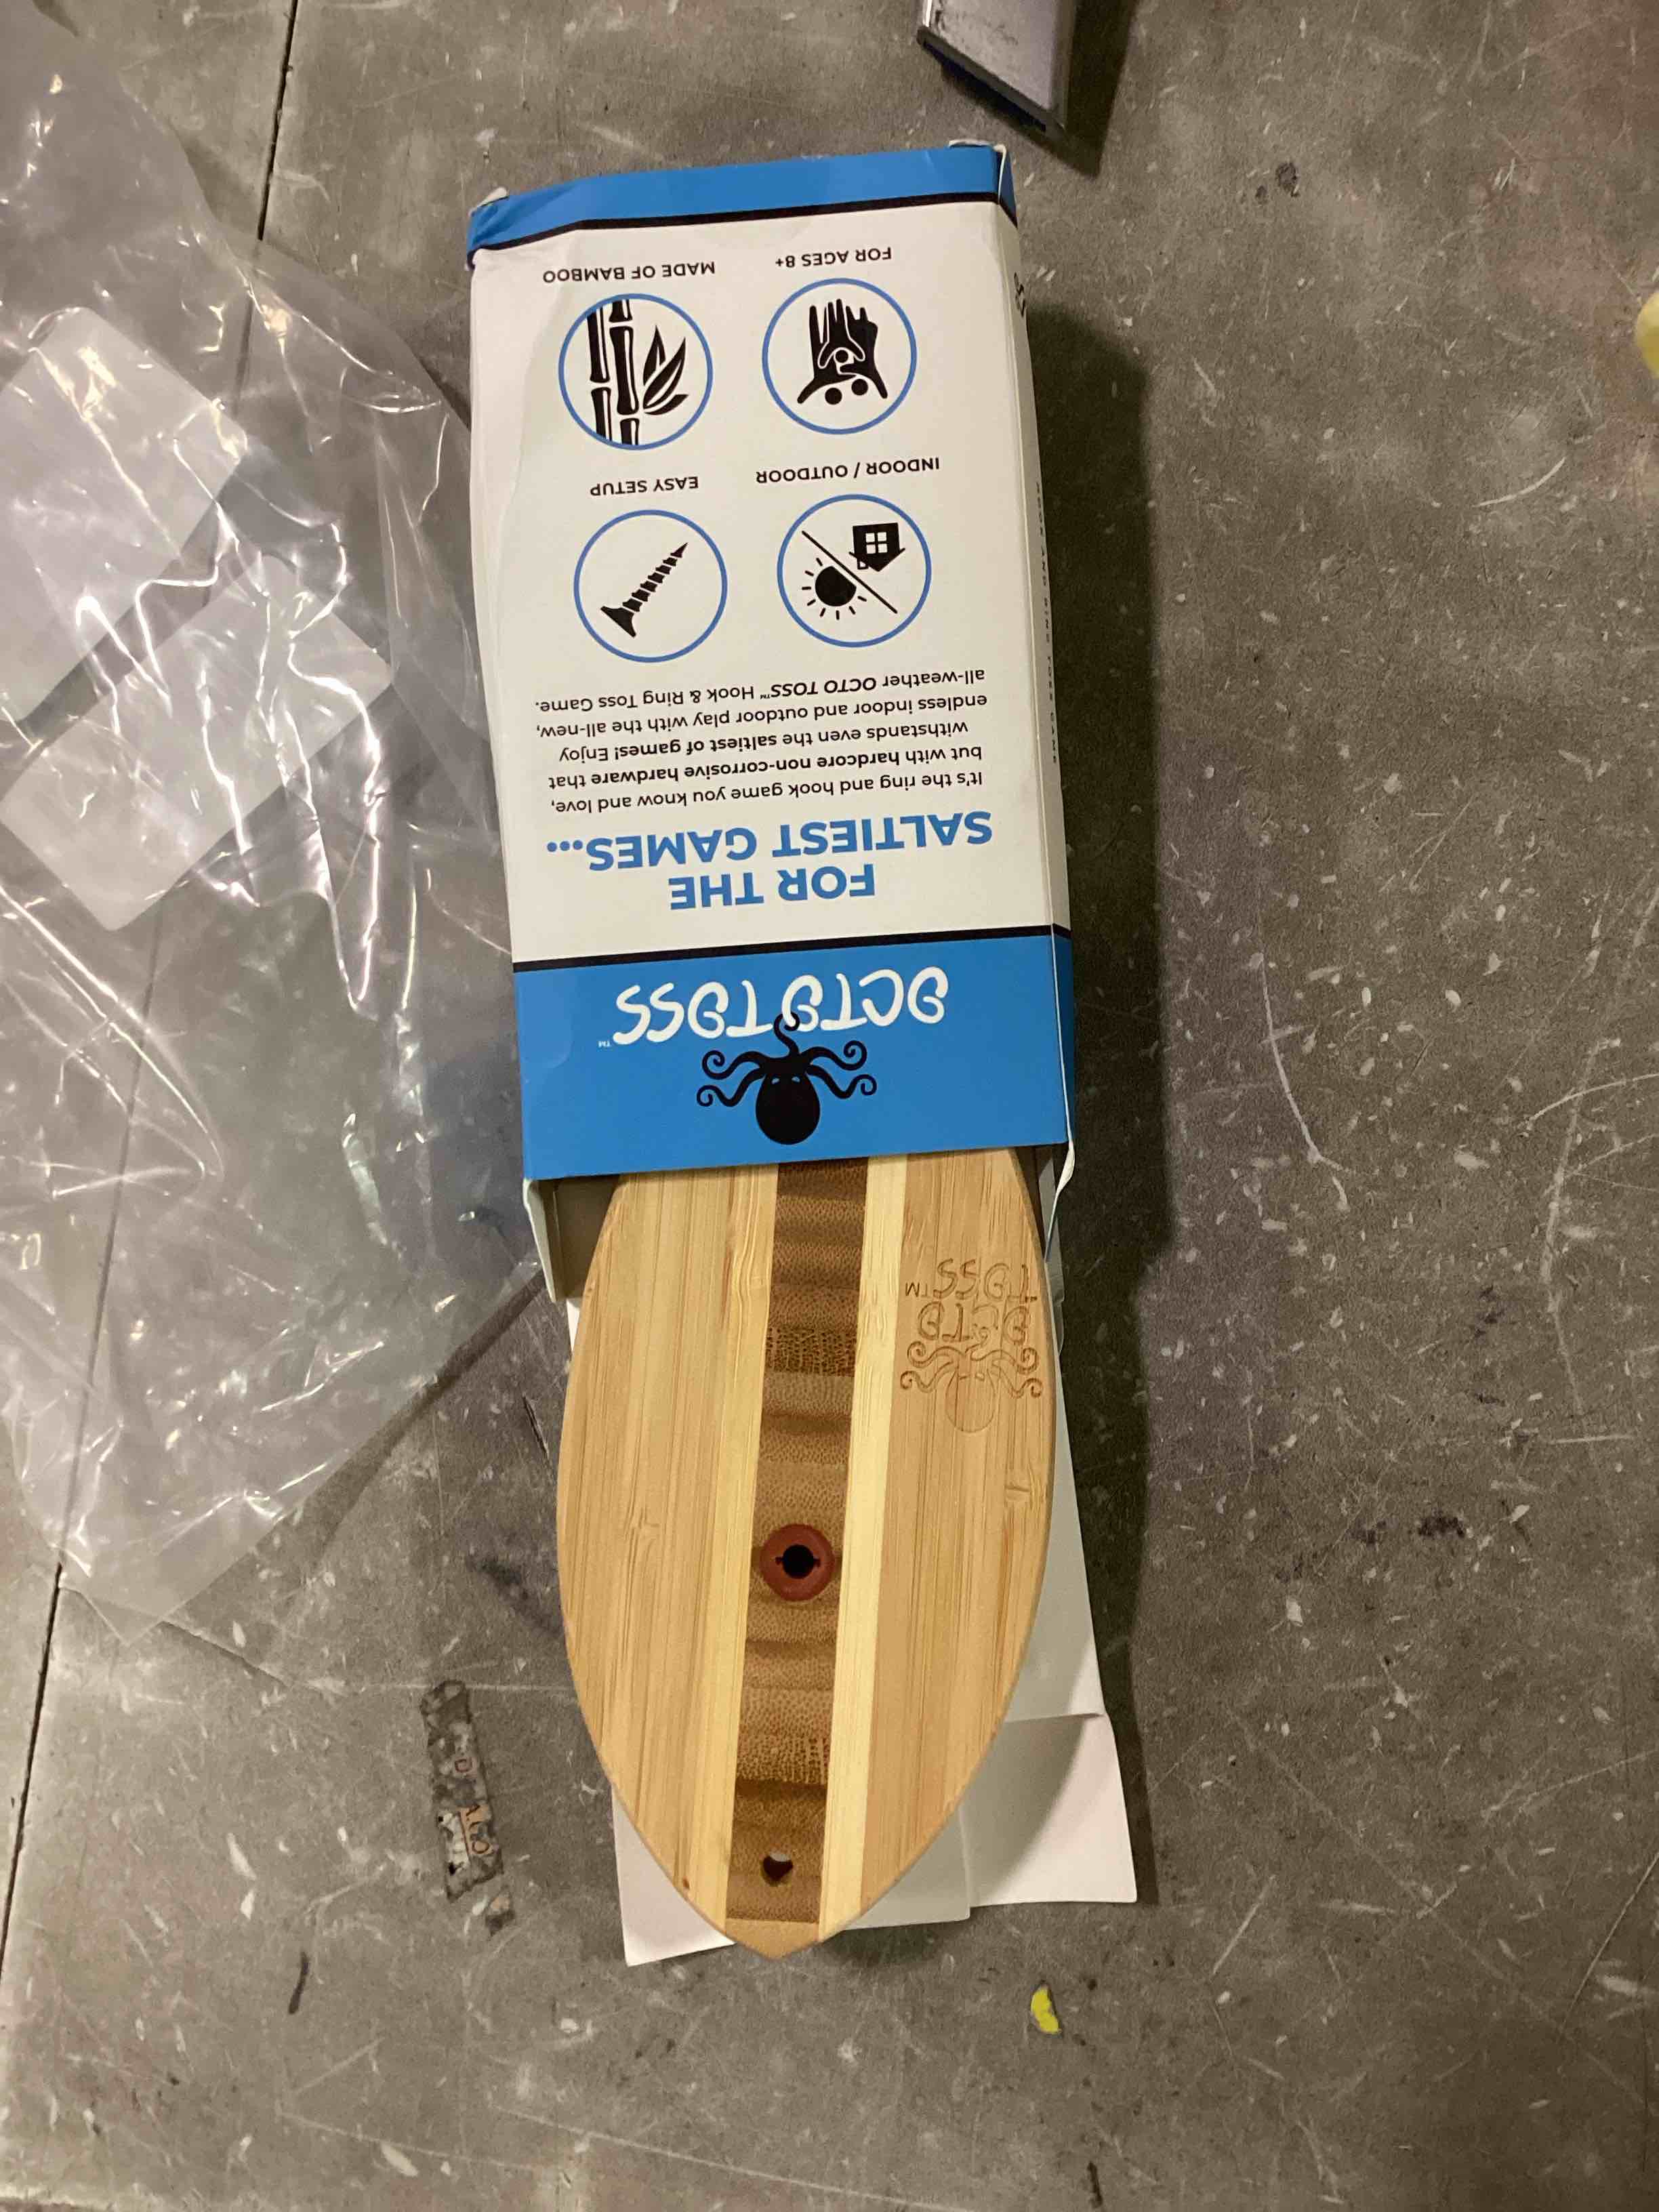 OCTO TOSS™
FOR THE
SALTIEST GAMES...
It's the ring and hook game you know and love,
but with hardcore non-corrosive hardware that
withstands even the saltiest of games! Enjoy
endless indoor and outdoor play with the all-new,
all-weather OCTO TOSS™ Hook & Ring Toss Game.
INDOOR / OUTDOOR
EASY SETUP
FOR AGES 8+
MADE OF BAMBOO
OCTO
TOSS™